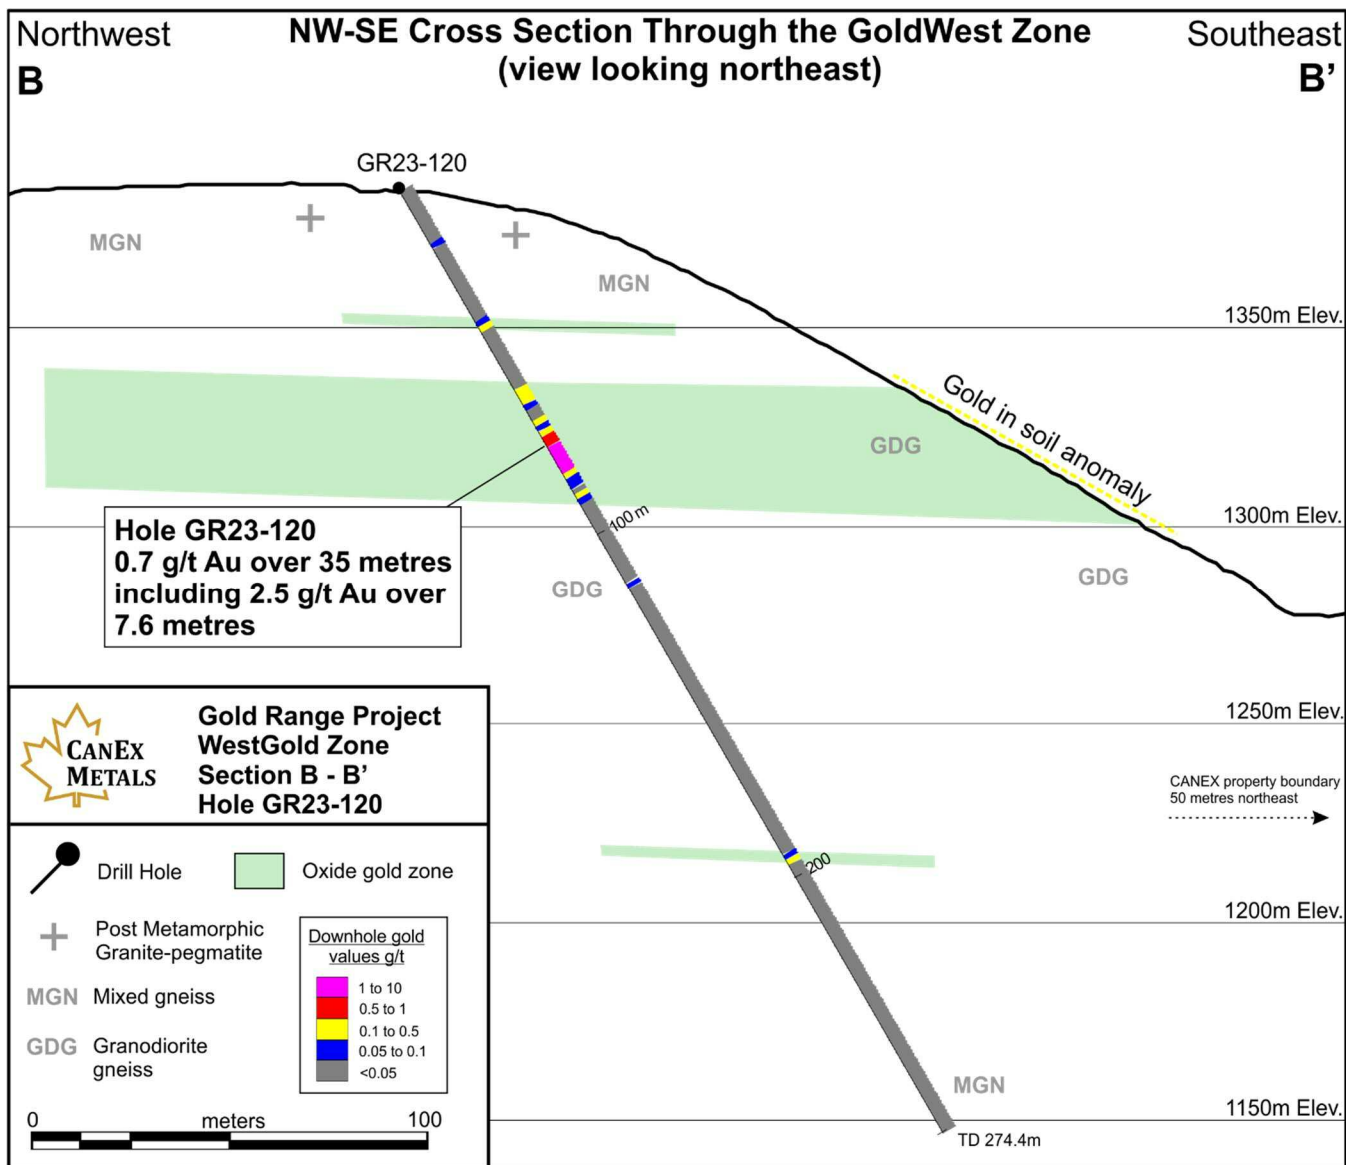 Northwest
NW-SE Cross Section Through the GoldWest Zone
Southeast
B
(view looking northeast)
B’
GR23-120
MGN
MGN
1350m Elev.
Gold in soil anomaly
GDG
Hole GR23-120
0.7 g/t Au over 35 metres
including 2.5 g/t Au over
7.6 metres
100 m
1300m Elev.
GDG
GDG
1250m Elev.
CANEX property boundary
50 metres northeast
200
1200m Elev.
MGN
1150m Elev.
TD 274.4m
CANEX
METALS
Gold Range Project
WestGold Zone
Section B - B’
Hole GR23-120
Drill Hole
Oxide gold zone
Post Metamorphic
Granite-pegmatite
MGN Mixed gneiss
GDG Granodiorite
gneiss
Downhole gold
values g/t
1 to 10
0.5 to 1
0.1 to 0.5
0.05 to 0.1
<0.05
0 meters 100